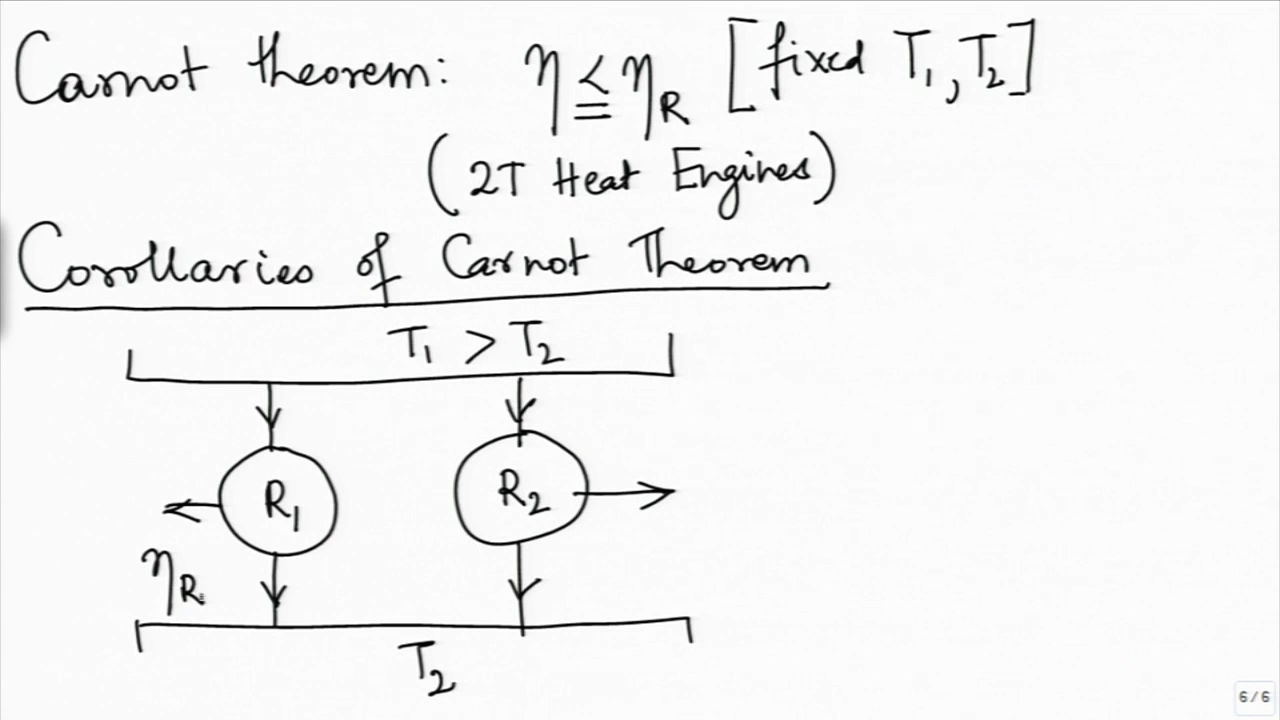 Carnot theorem: η ≦ η_R [fixed T₁, T₂]
(2T Heat Engines)
Corollaries of Carnot Theorem
T₁ > T₂
R₁ R₂
η_R
T₂
6/6